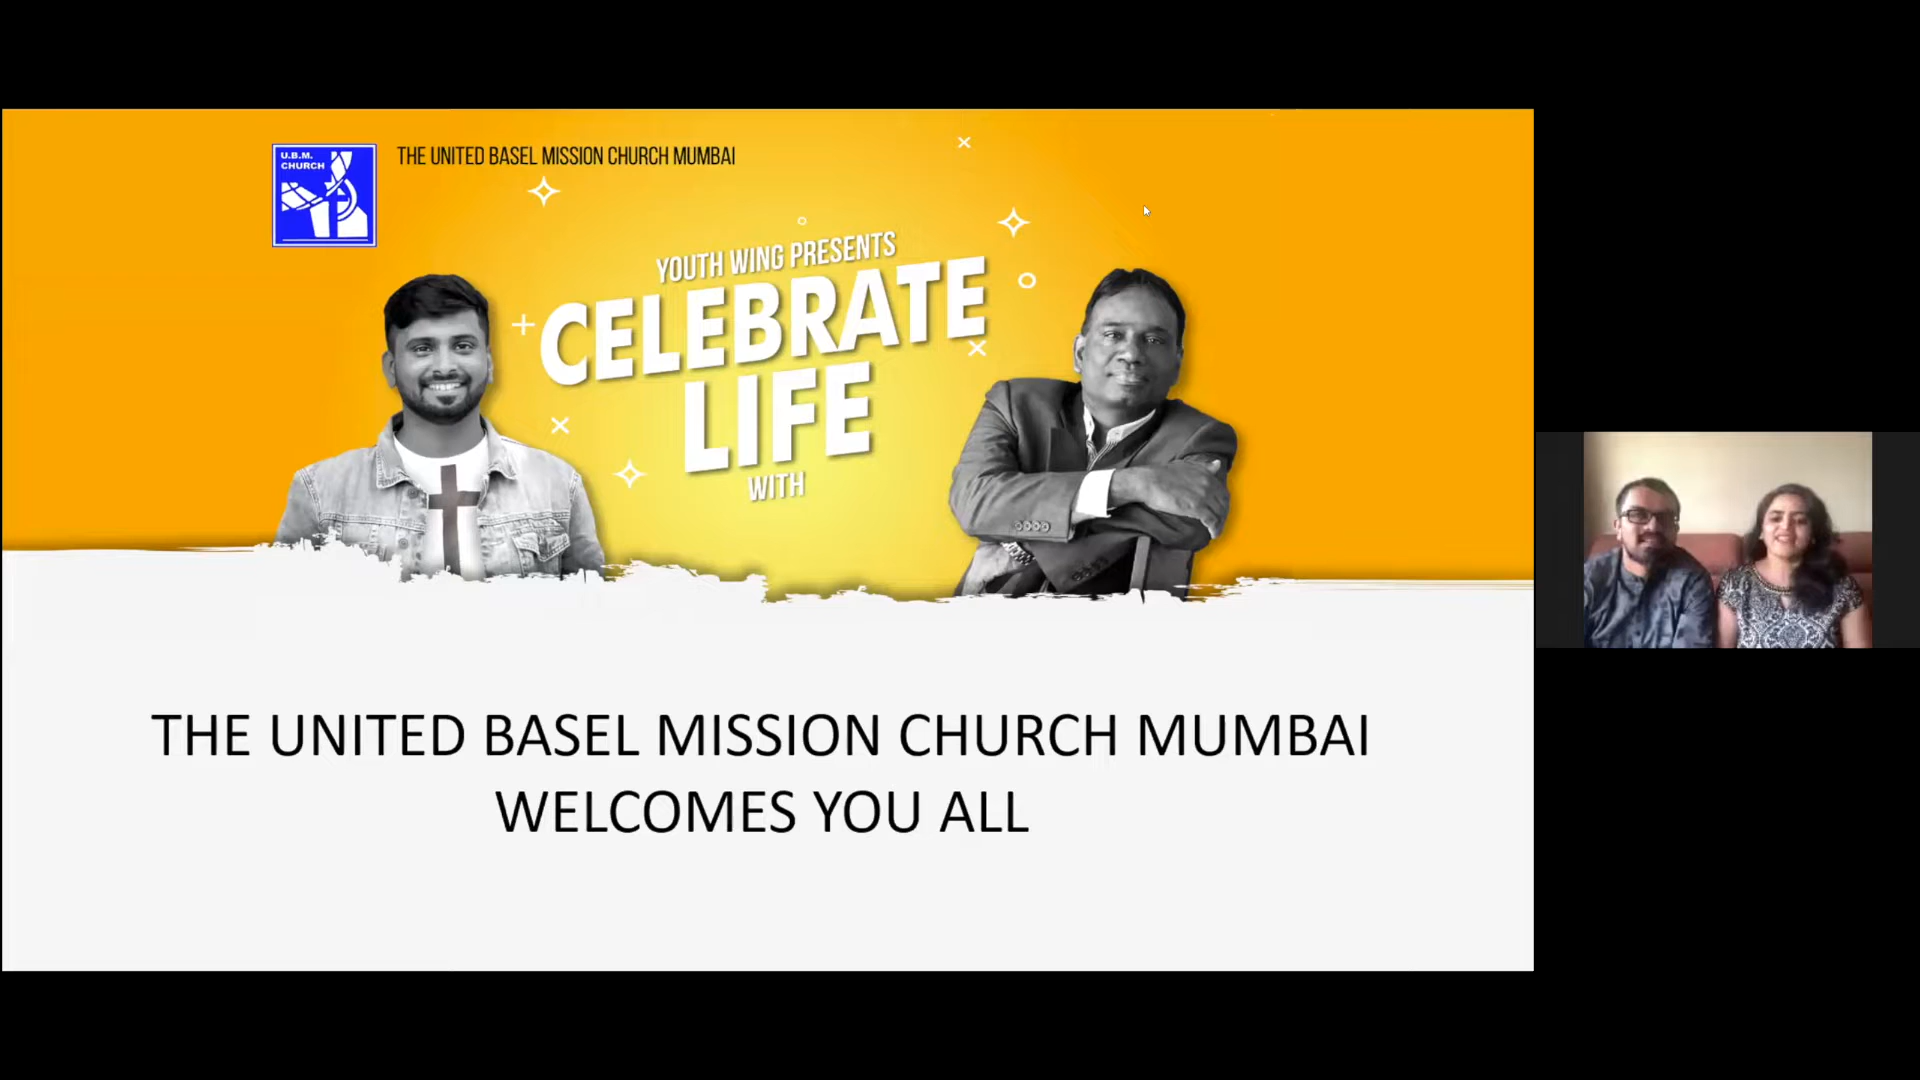 U.B.M.
CHURCH
THE UNITED BASEL MISSION CHURCH MUMBAI
YOUTH WING PRESENTS
CELEBRATE
LIFE
WITH
THE UNITED BASEL MISSION CHURCH MUMBAI
WELCOMES YOU ALL